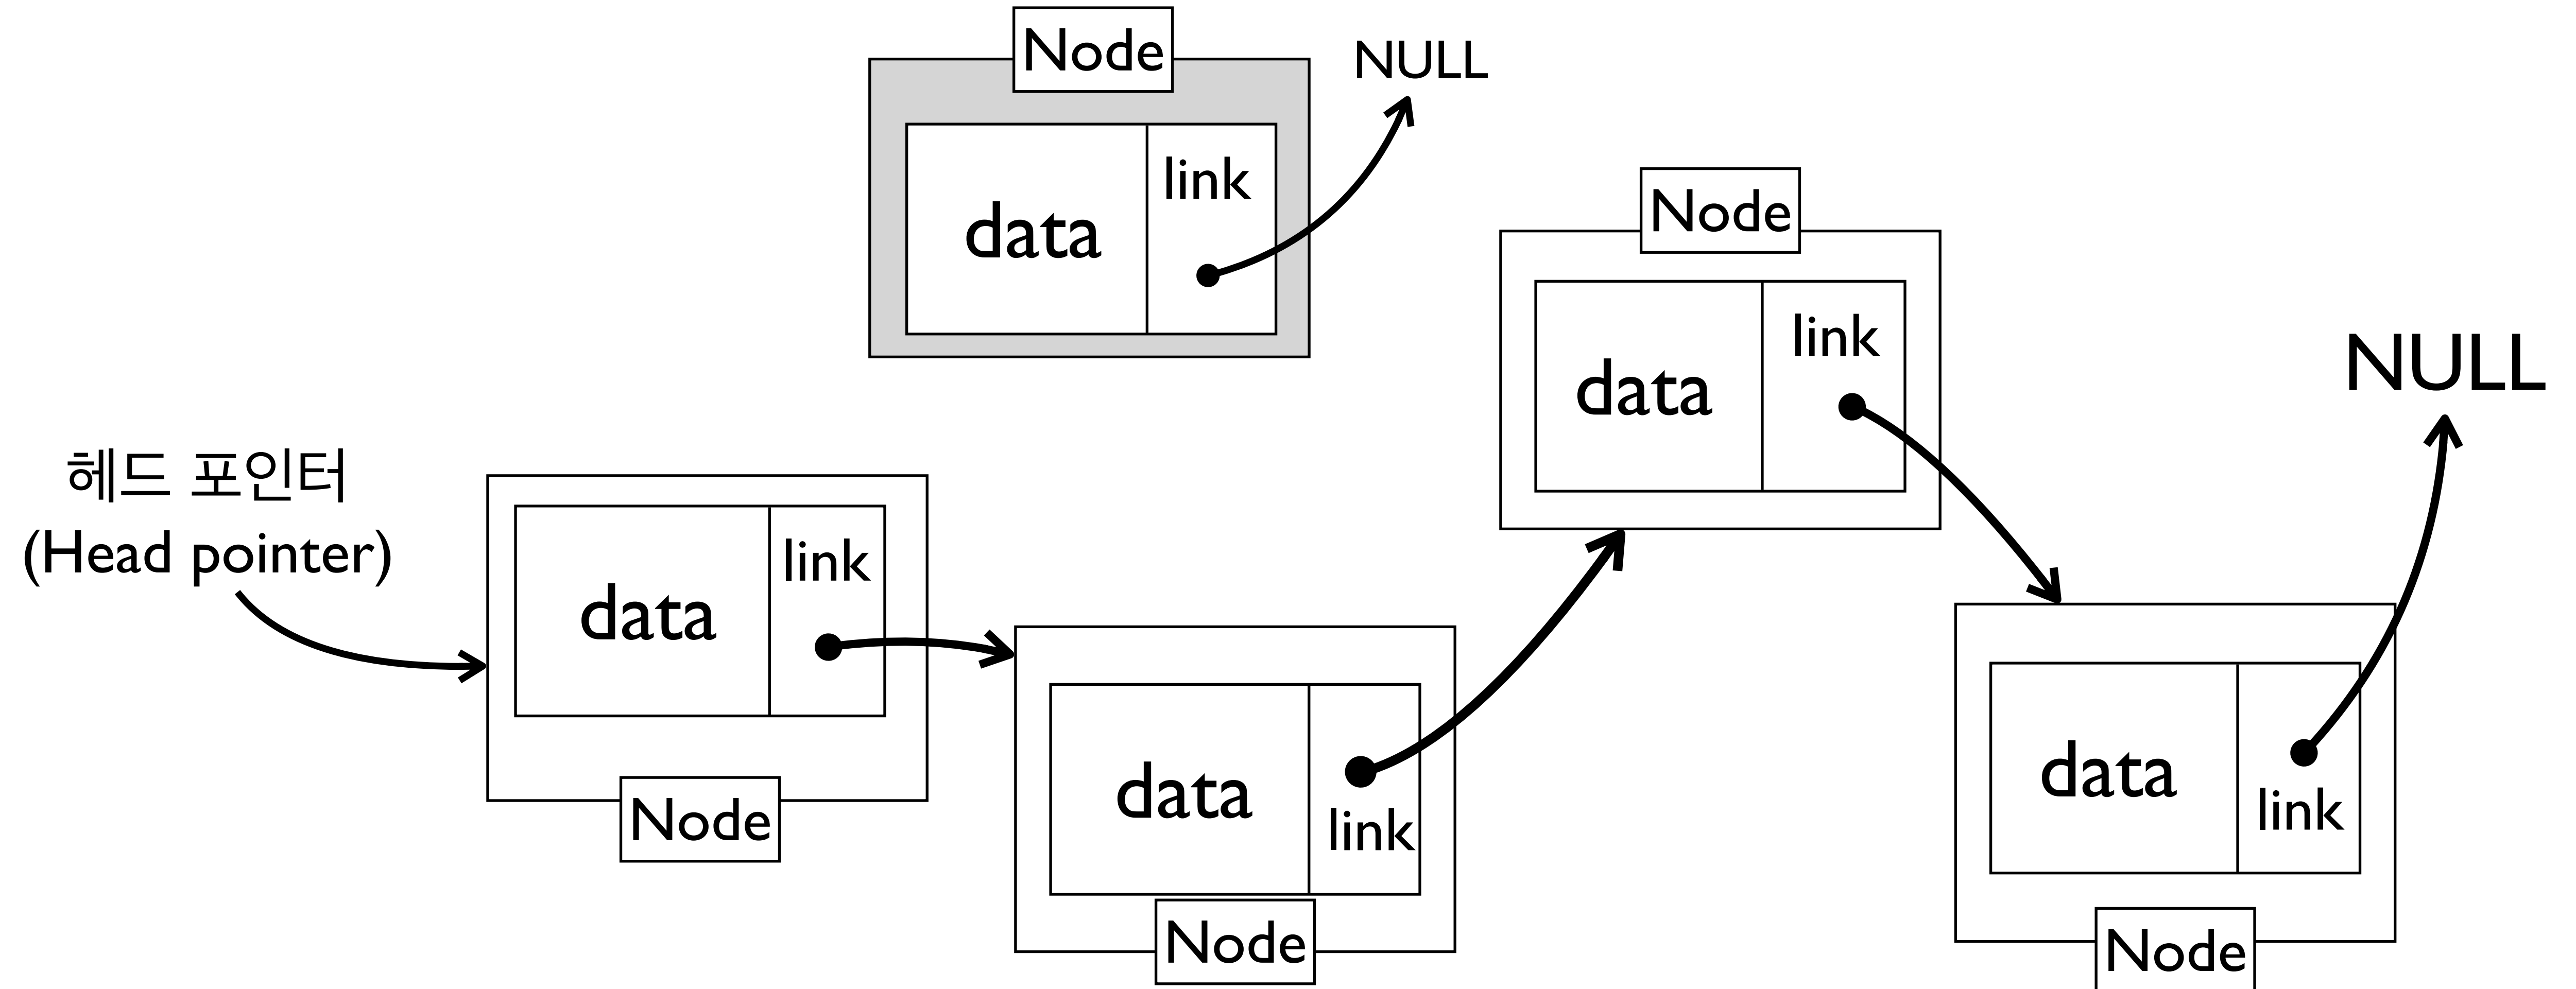 Node
NULL
data
link
Node
data
link
NULL
헤드 포인터
(Head pointer)
data
link
Node
data
link
Node
data
link
Node